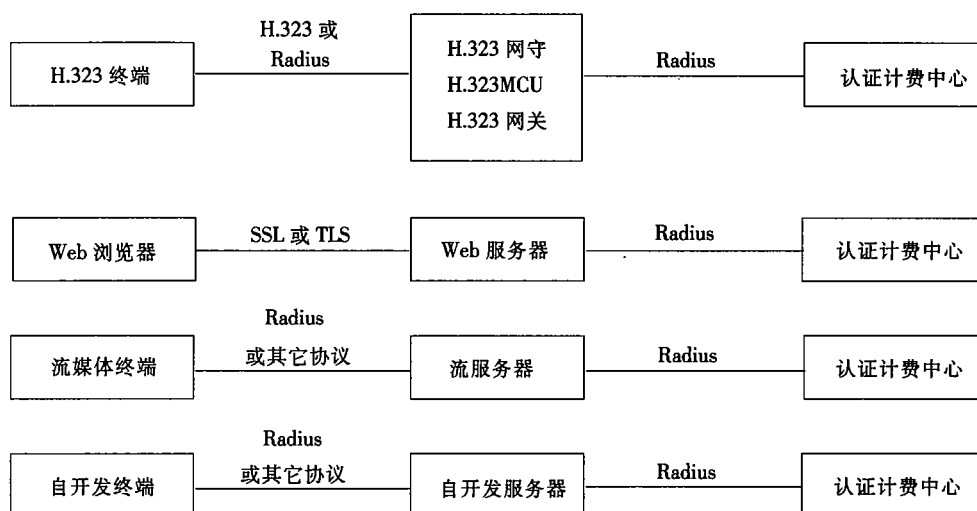 H.323 或
Radius
H.323 终端
H.323 网守
H.323MCU
H.323 网关
Radius
认证计费中心
Web 浏览器
SSL 或 TLS
Web 服务器
Radius
认证计费中心
流媒体终端
Radius
或其它协议
流服务器
Radius
认证计费中心
自开发终端
Radius
或其它协议
自开发服务器
Radius
认证计费中心